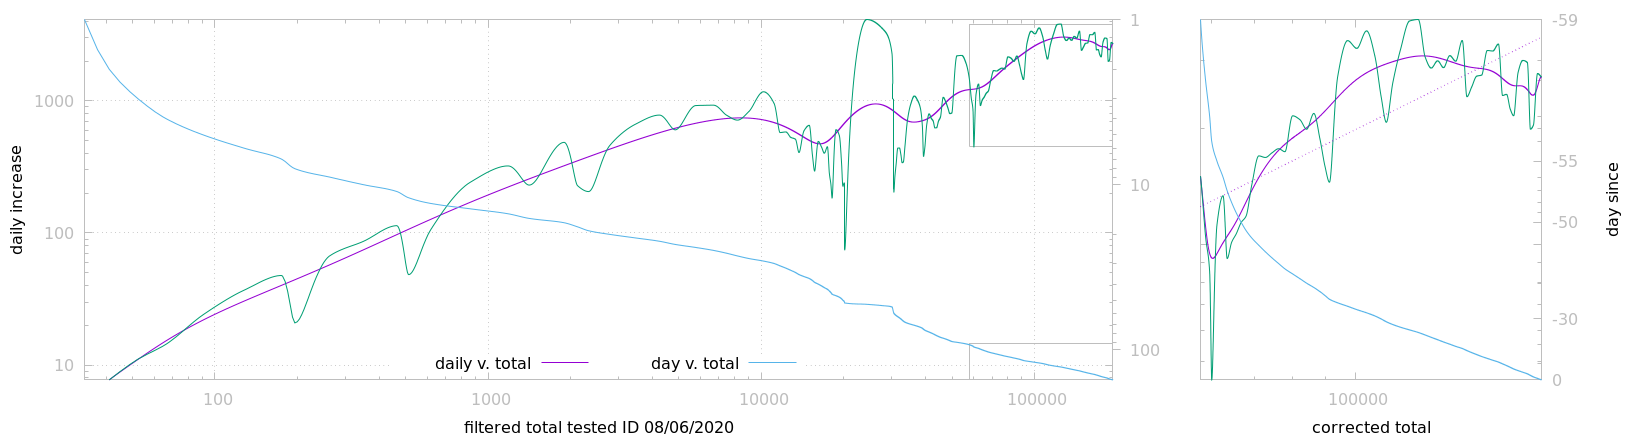 daily increase
1000
100
10
100
1000
10000
100000
1
10
100
daily v. total
day v. total
filtered total tested ID 08/06/2020
100000
-59
-55
-50
-30
0
day since
corrected total